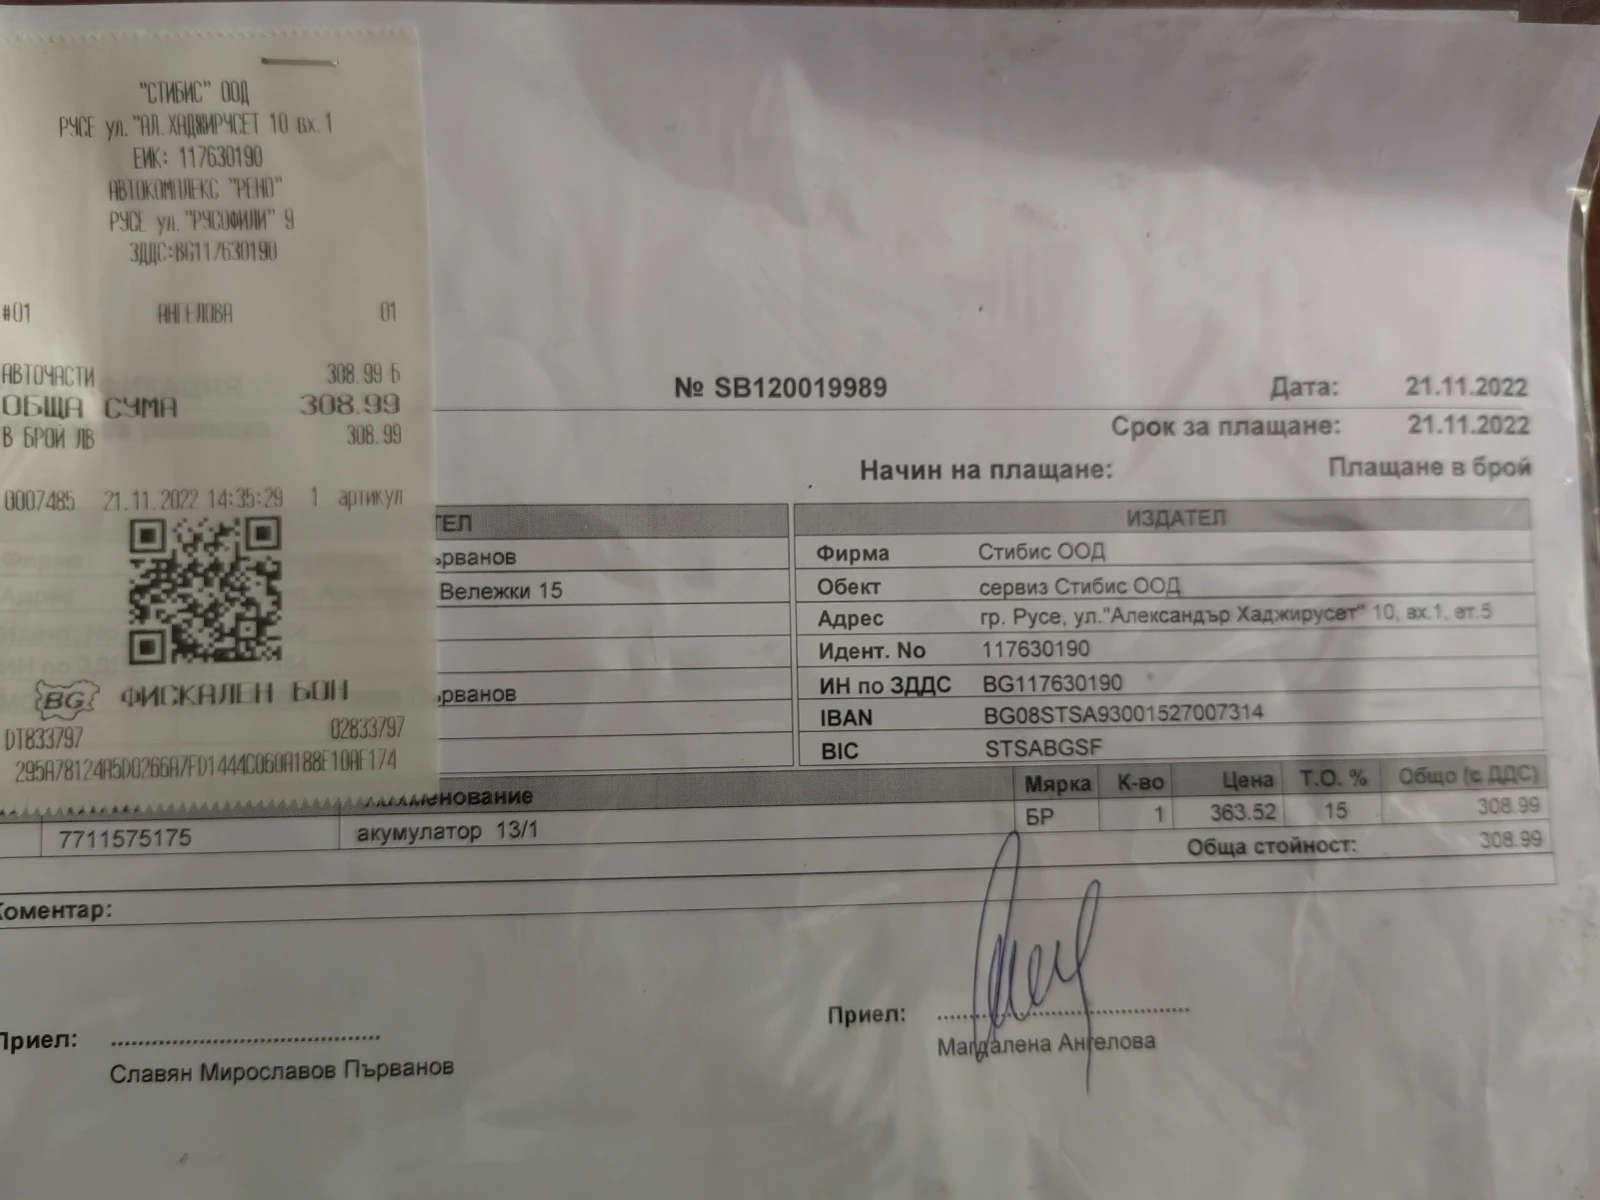 "СТИБИС" ООД
РУСЕ ул."АЛ.ХАДЖИРУСЕТ 10 вх.1
ЕИК: 117630190
АВТОКОМПЛЕКС "РЕНО"
РУСЕ ул."РУСОФИЛИ" 9
ЗДДС:BG117630190
#01 АНГЕЛОВА 01
АВТОЧАСТИ 308.99 Б
ОБЩА СУМА 308.99
В БРОЙ ЛВ 308.99
0007485 21.11.2022 14:35:29 1 артикул
BG ФИСКАЛЕН БОН
DT833797 02833797
295A78124A5D0266A7FD1444C060A188E10AE174
№ SB120019989 Дата: 21.11.2022
Срок за плащане: 21.11.2022
Начин на плащане: Плащане в брой
ТЕЛ
ърванов
Вележки 15
ърванов
ИЗДАТЕЛ
Фирма Стибис ООД
Обект сервиз Стибис ООД
Адрес гр. Русе, ул."Александър Хаджирусет" 10, вх.1, ет.5
Идент. No 117630190
ИН по ЗДДС BG117630190
IBAN BG08STSA93001527007314
BIC STSABGSF
именование Мярка К-во Цена Т.О. % Общо (с ДДС)
7711575175 акумулатор 13/1 БР 1 363.52 15 308.99
Обща стойност: 308.99
Коментар:
Приел:
Славян Мирославов Първанов
Приел:
Магдалена Ангелова